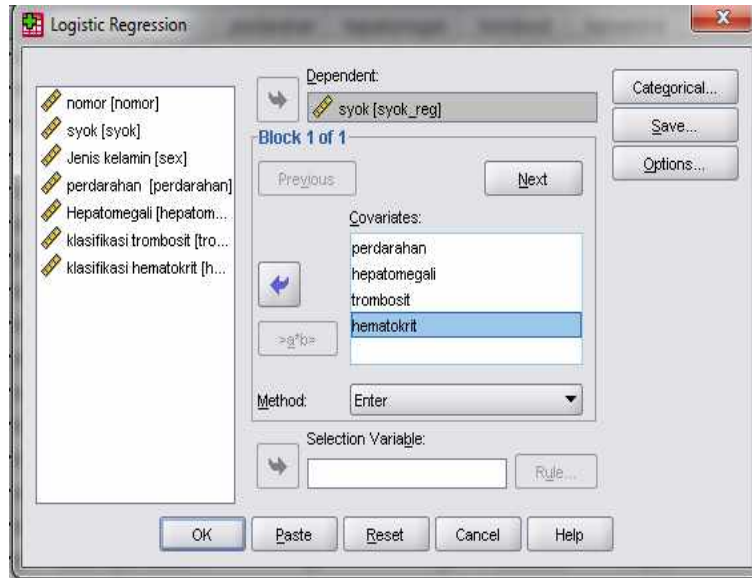 Logistic Regression
nomor [nomor]
syok [syok]
Jenis kelamin [sex]
perdarahan [perdarahan]
Hepatomegali [hepatom...
klasifikasi trombosit [tro...
klasifikasi hematokrit [h...
Dependent:
syok [syok_reg]
Block 1 of 1
Previous
Next
Covariates:
perdarahan
hepatomegali
trombosit
hematokrit
>a*b>
Method:
Enter
Selection Variable:
Rule...
Categorical...
Save...
Options...
OK
Paste
Reset
Cancel
Help